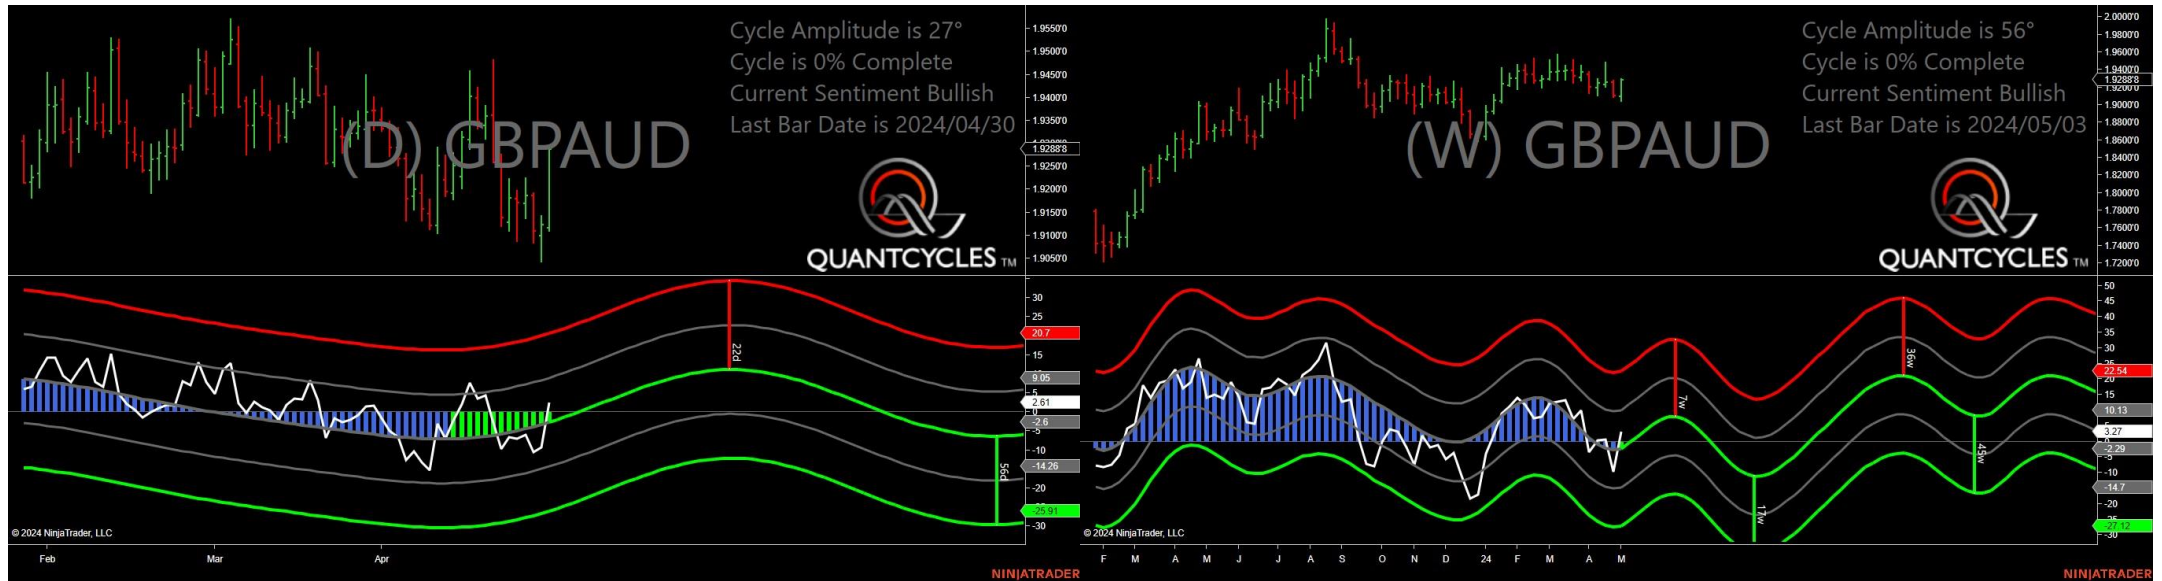 Cycle Amplitude is 27°
Cycle is 0% Complete
Current Sentiment Bullish
Last Bar Date is 2024/04/30
(D) GBPAUD
QUANTCYCLES TM
1.9550'0
1.9500'0
1.9450'0
1.9400'0
1.9350'0
1.9288'8
1.9250'0
1.9200'0
1.9150'0
1.9100'0
1.9050'0
30
25
20.7
15
9.05
5
2.61
0
-2.6
-5
-10
-14.26
-20
-25.91
-30
22d
56d
© 2024 NinjaTrader, LLC
Feb Mar Apr
NINJATRADER
Cycle Amplitude is 56°
Cycle is 0% Complete
Current Sentiment Bullish
Last Bar Date is 2024/05/03
(W) GBPAUD
QUANTCYCLES TM
2.0000'0
1.9800'0
1.9600'0
1.9400'0
1.9288'8
1.9200'0
1.9000'0
1.8800'0
1.8600'0
1.8400'0
1.8200'0
1.8000'0
1.7800'0
1.7600'0
1.7400'0
1.7200'0
50
45
40
35
30
22.54
20
15
10.13
3.27
-2.29
-5
-10
-14.7
-20
-27.12
-30
7w
17w
36w
45w
© 2024 NinjaTrader, LLC
F M A M J J A S O N D 24 F M A M
NINJATRADER